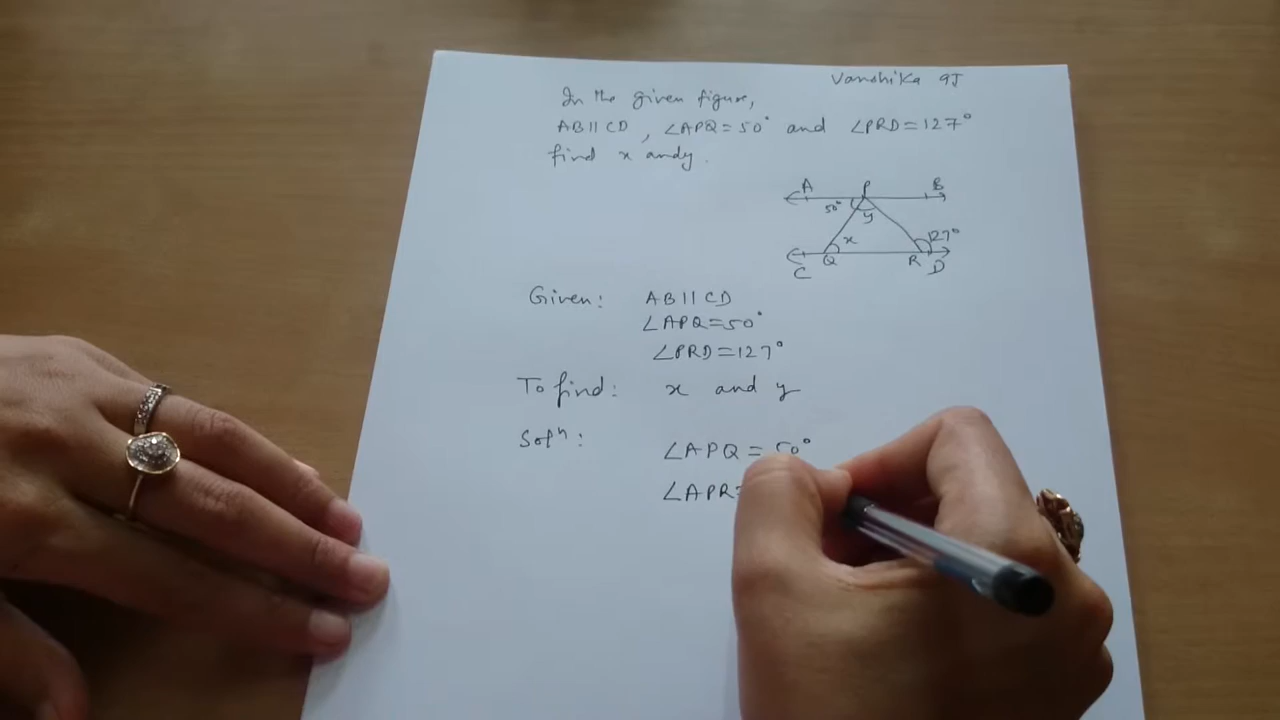 Vanshika 9J
In the given figure,
AB || CD , ∠APQ = 50° and ∠PRD = 127°
find x and y.
A P B
50° y
x 127°
C Q R D
Given: AB || CD
∠APQ = 50°
∠PRD = 127°
To find: x and y
Solⁿ: ∠APQ = 50°
∠APR=